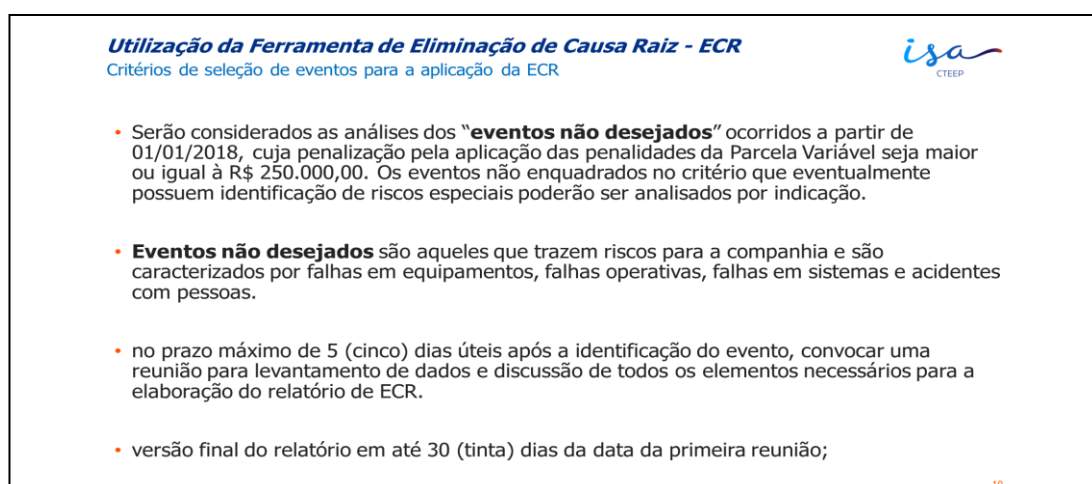 Utilização da Ferramenta de Eliminação de Causa Raiz - ECR
Critérios de seleção de eventos para a aplicação da ECR
isa
CTEEP
• Serão considerados as análises dos “eventos não desejados” ocorridos a partir de
01/01/2018, cuja penalização pela aplicação das penalidades da Parcela Variável seja maior
ou igual à R$ 250.000,00. Os eventos não enquadrados no critério que eventualmente
possuem identificação de riscos especiais poderão ser analisados por indicação.
• Eventos não desejados são aqueles que trazem riscos para a companhia e são
caracterizados por falhas em equipamentos, falhas operativas, falhas em sistemas e acidentes
com pessoas.
• no prazo máximo de 5 (cinco) dias úteis após a identificação do evento, convocar uma
reunião para levantamento de dados e discussão de todos os elementos necessários para a
elaboração do relatório de ECR.
• versão final do relatório em até 30 (tinta) dias da data da primeira reunião;